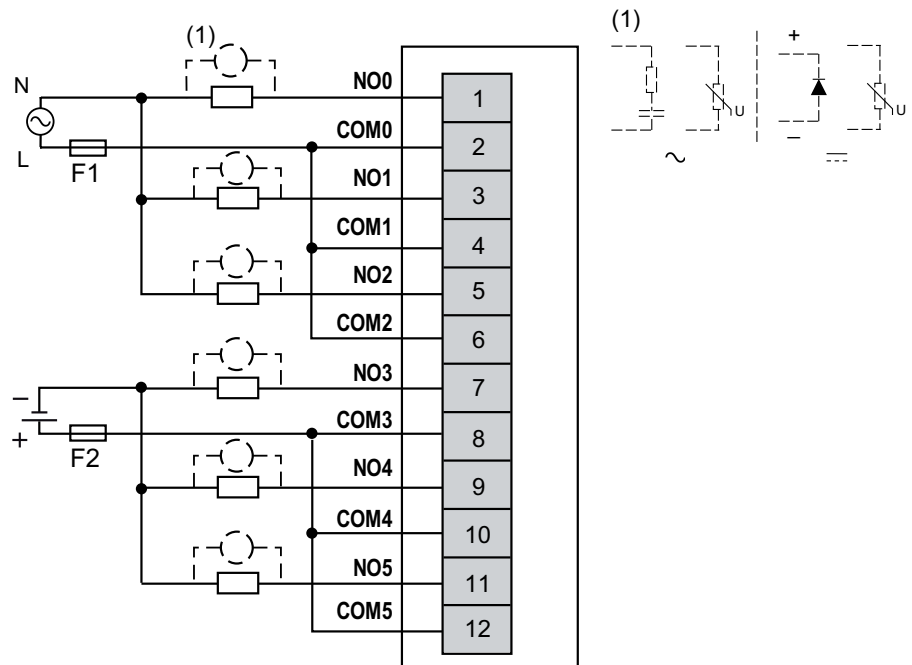 (1)
NO0
1
N
COM0
2
L
F1
NO1
3
COM1
4
NO2
5
COM2
6
NO3
7
−
COM3
8
+
F2
NO4
9
COM4
10
NO5
11
COM5
12
(1)
+
U
U
−